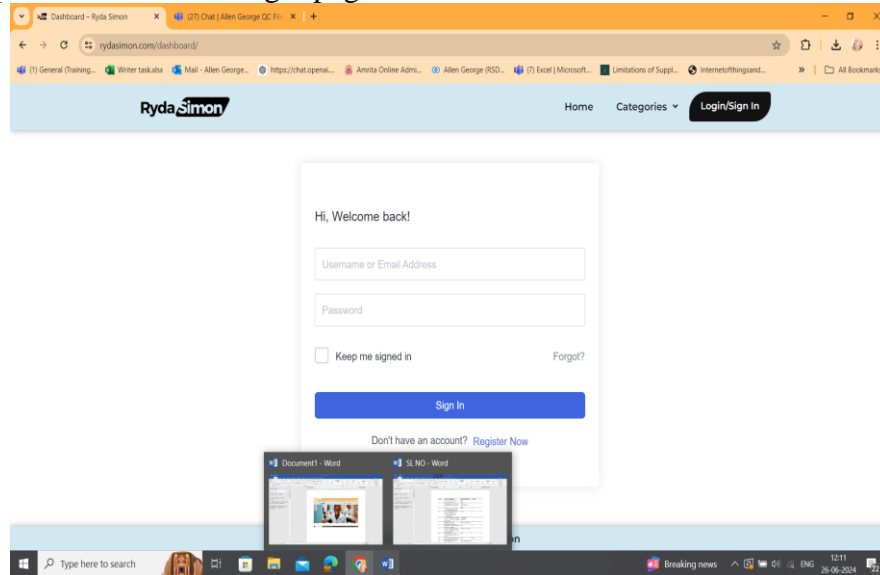 Dashboard – Ryda Simon
(27) Chat | Allen George QC Fil
rydasimon.com/dashboard/
(1) General (Training...
Writer task.xlsx
Mail - Allen George...
https://chat.openai...
Amrita Online Admi...
Allen George (RSD...
(7) Excel | Microsoft...
Limitations of Suppl...
Internetofthingsand...
All Bookmarks
Ryda Simon
Home
Categories
Login/Sign In
Hi, Welcome back!
Username or Email Address
Password
Keep me signed in
Forgot?
Sign In
Don't have an account? Register Now
Document1 - Word
SL NO - Word
on
Type here to search
Breaking news
ENG
12:11
26-06-2024
22